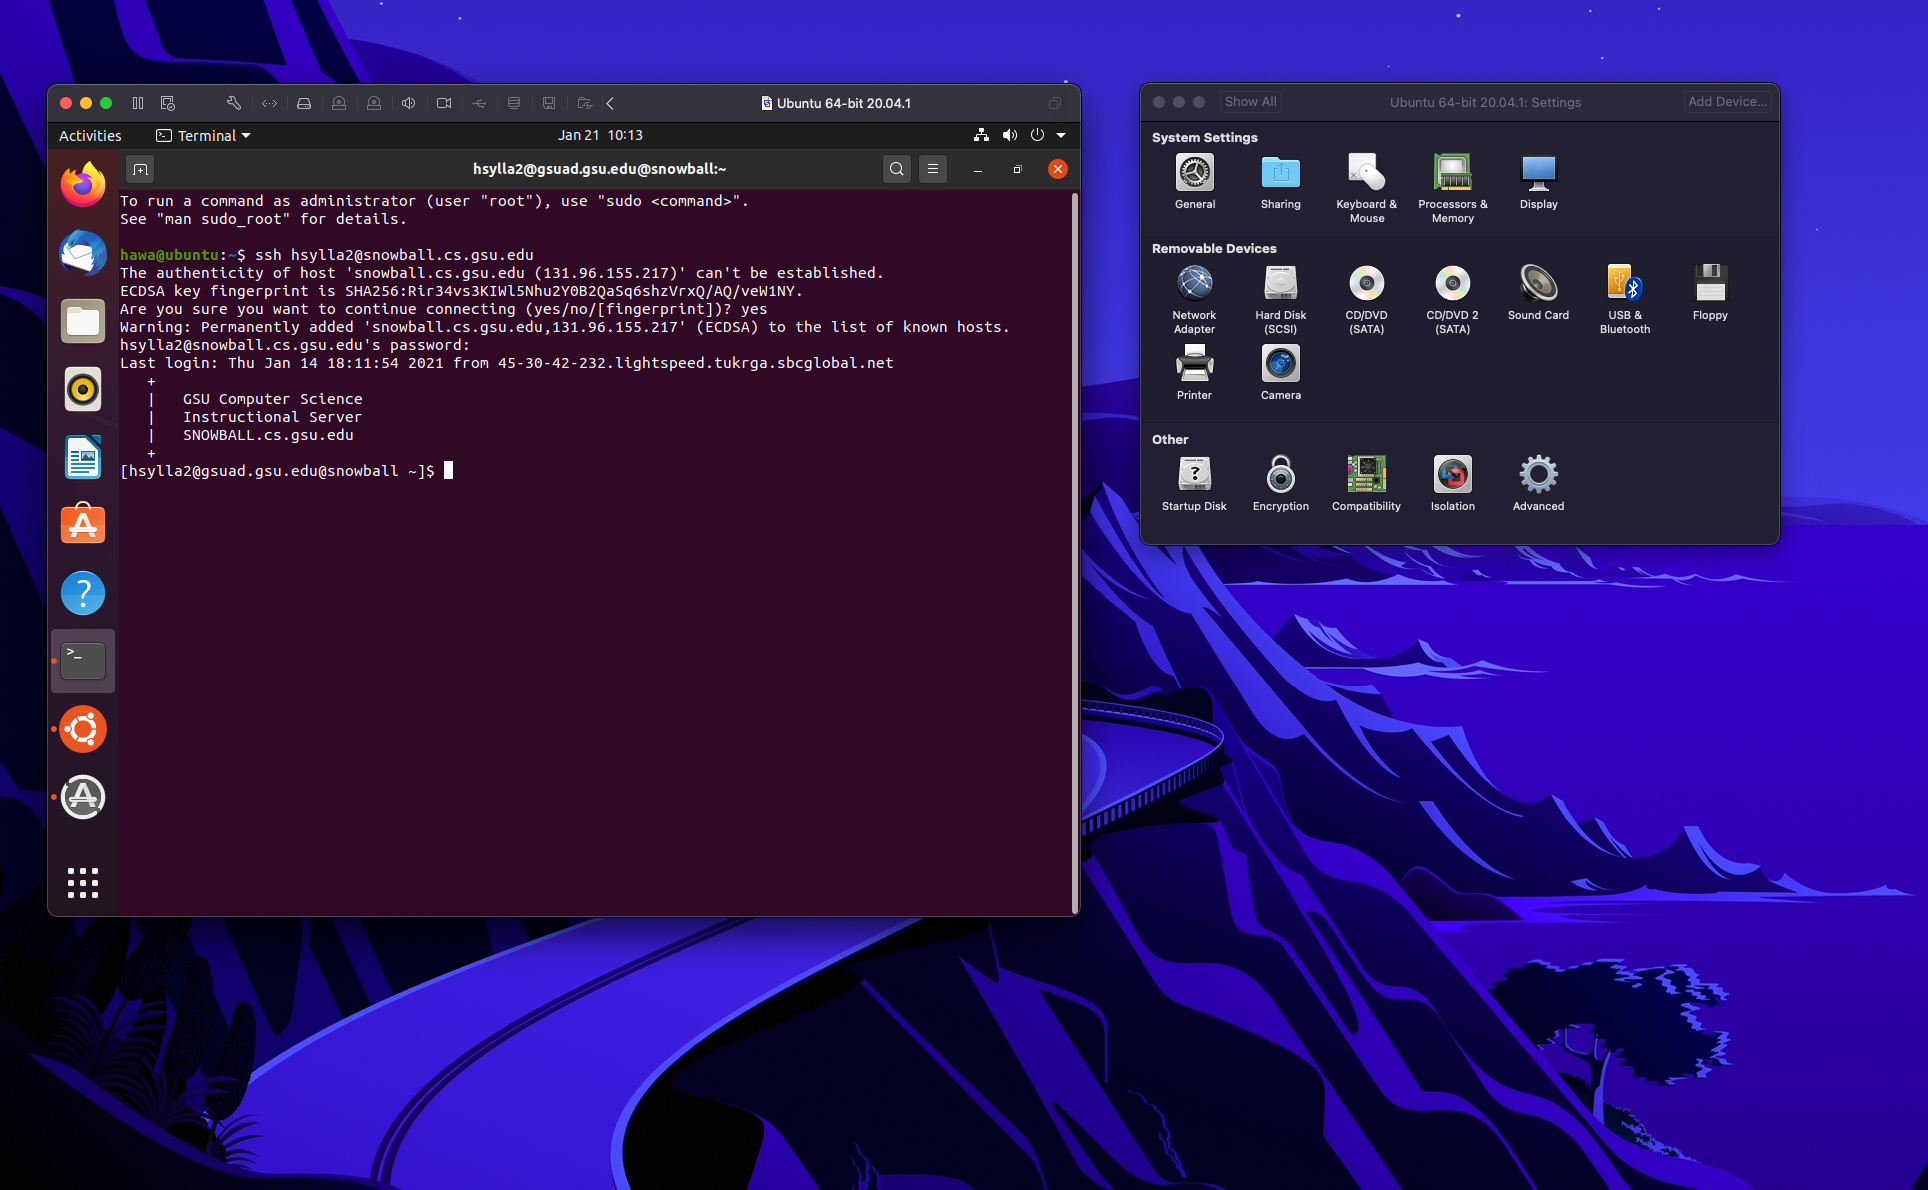 Ubuntu 64-bit 20.04.1
Activities
Terminal
Jan 21 10:13
hsylla2@gsuad.gsu.edu@snowball:~
To run a command as administrator (user "root"), use "sudo <command>".
See "man sudo_root" for details.
hawa@ubuntu:~$ ssh hsylla2@snowball.cs.gsu.edu
The authenticity of host 'snowball.cs.gsu.edu (131.96.155.217)' can't be established.
ECDSA key fingerprint is SHA256:Rir34vs3KIWl5Nhu2Y0B2QaSq6shzVrxQ/AQ/veW1NY.
Are you sure you want to continue connecting (yes/no/[fingerprint])? yes
Warning: Permanently added 'snowball.cs.gsu.edu,131.96.155.217' (ECDSA) to the list of known hosts.
hsylla2@snowball.cs.gsu.edu's password:
Last login: Thu Jan 14 18:11:54 2021 from 45-30-42-232.lightspeed.tukrga.sbcglobal.net
+
| GSU Computer Science
| Instructional Server
| SNOWBALL.cs.gsu.edu
+
[hsylla2@gsuad.gsu.edu@snowball ~]$
Show All
Ubuntu 64-bit 20.04.1: Settings
Add Device...
System Settings
General
Sharing
Keyboard &
Mouse
Processors &
Memory
Display
Removable Devices
Network
Adapter
Hard Disk
(SCSI)
CD/DVD
(SATA)
CD/DVD 2
(SATA)
Sound Card
USB &
Bluetooth
Floppy
Printer
Camera
Other
Startup Disk
Encryption
Compatibility
Isolation
Advanced